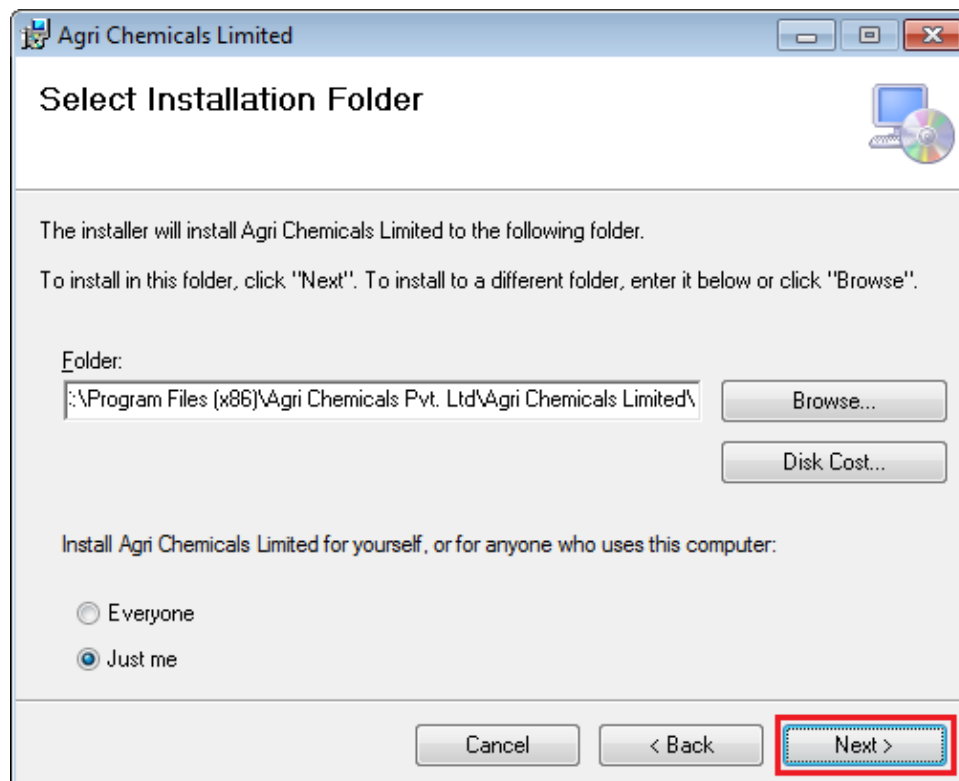 Agri Chemicals Limited
Select Installation Folder
The installer will install Agri Chemicals Limited to the following folder.
To install in this folder, click "Next". To install to a different folder, enter it below or click "Browse".
Folder:
:\Program Files (x86)\Agri Chemicals Pvt. Ltd\Agri Chemicals Limited\
Browse...
Disk Cost...
Install Agri Chemicals Limited for yourself, or for anyone who uses this computer:
Everyone
Just me
Cancel
< Back
Next >